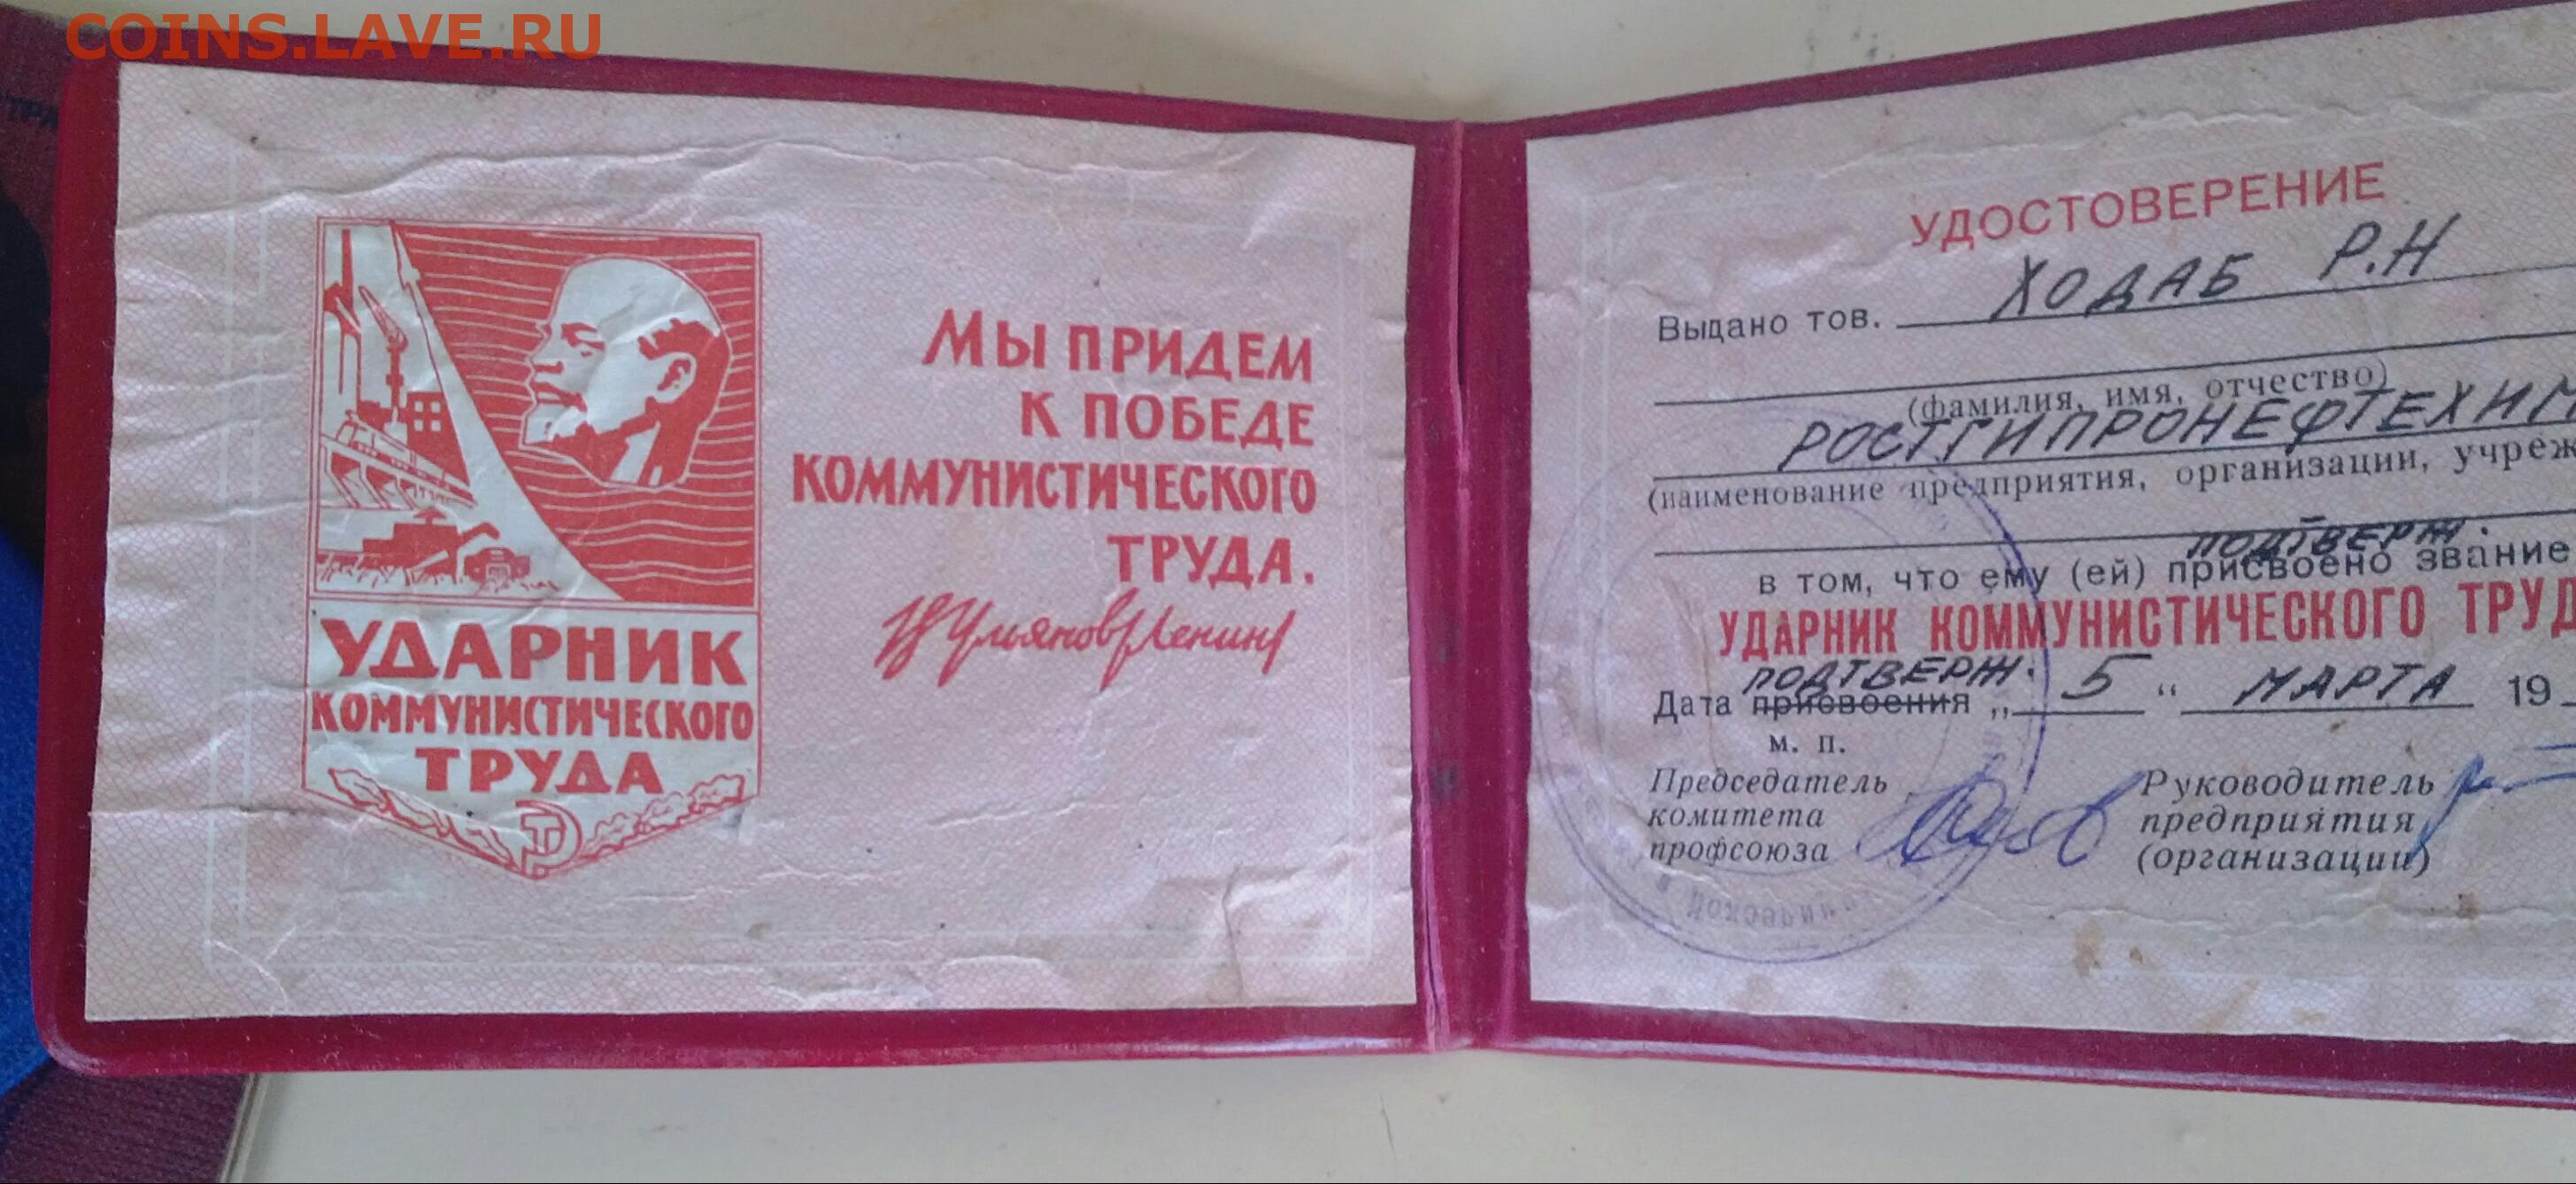 COINS.LAVE.RU
УДАРНИК
КОММУНИСТИЧЕСКОГО
ТРУДА
МЫ ПРИДЕМ
К ПОБЕДЕ
КОММУНИСТИЧЕСКОГО
ТРУДА.
В Ульянов (Ленин)
УДОСТОВЕРЕНИЕ
Выдано тов. ХОДАБ Р.Н
(фамилия, имя, отчество)
РОСТГИПРОНЕФТЕХИМ
(наименование предприятия, организации, учреж
подтверж.
в том, что ему (ей) присвоено звание
УДАРНИК КОММУНИСТИЧЕСКОГО ТРУД
ПОДТВЕРЖ.
Дата присвоения „ 5 “ МАРТА 19
м. п.
Председатель
комитета
профсоюза
Руководитель
предприятия
(организации)